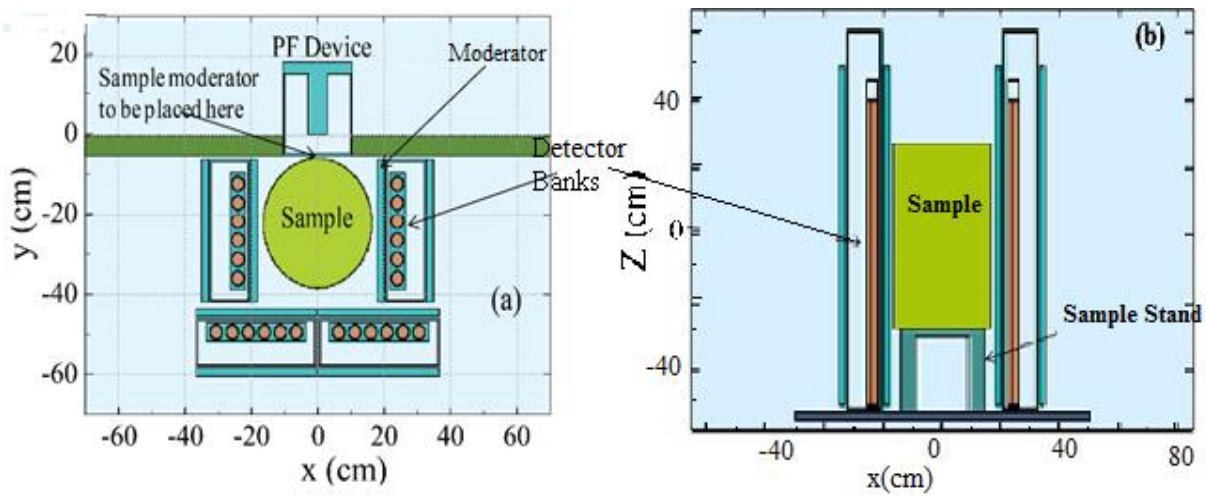 20
0
-20
-40
-60
y (cm)
PF Device
Moderator
Sample moderator
to be placed here
Sample
(a)
-60
-40
-20
0
20
40
60
x (cm)
Detector
Banks
(b)
40
0
-40
Z (cm)
Sample
Sample Stand
-40
0
40
80
x(cm)